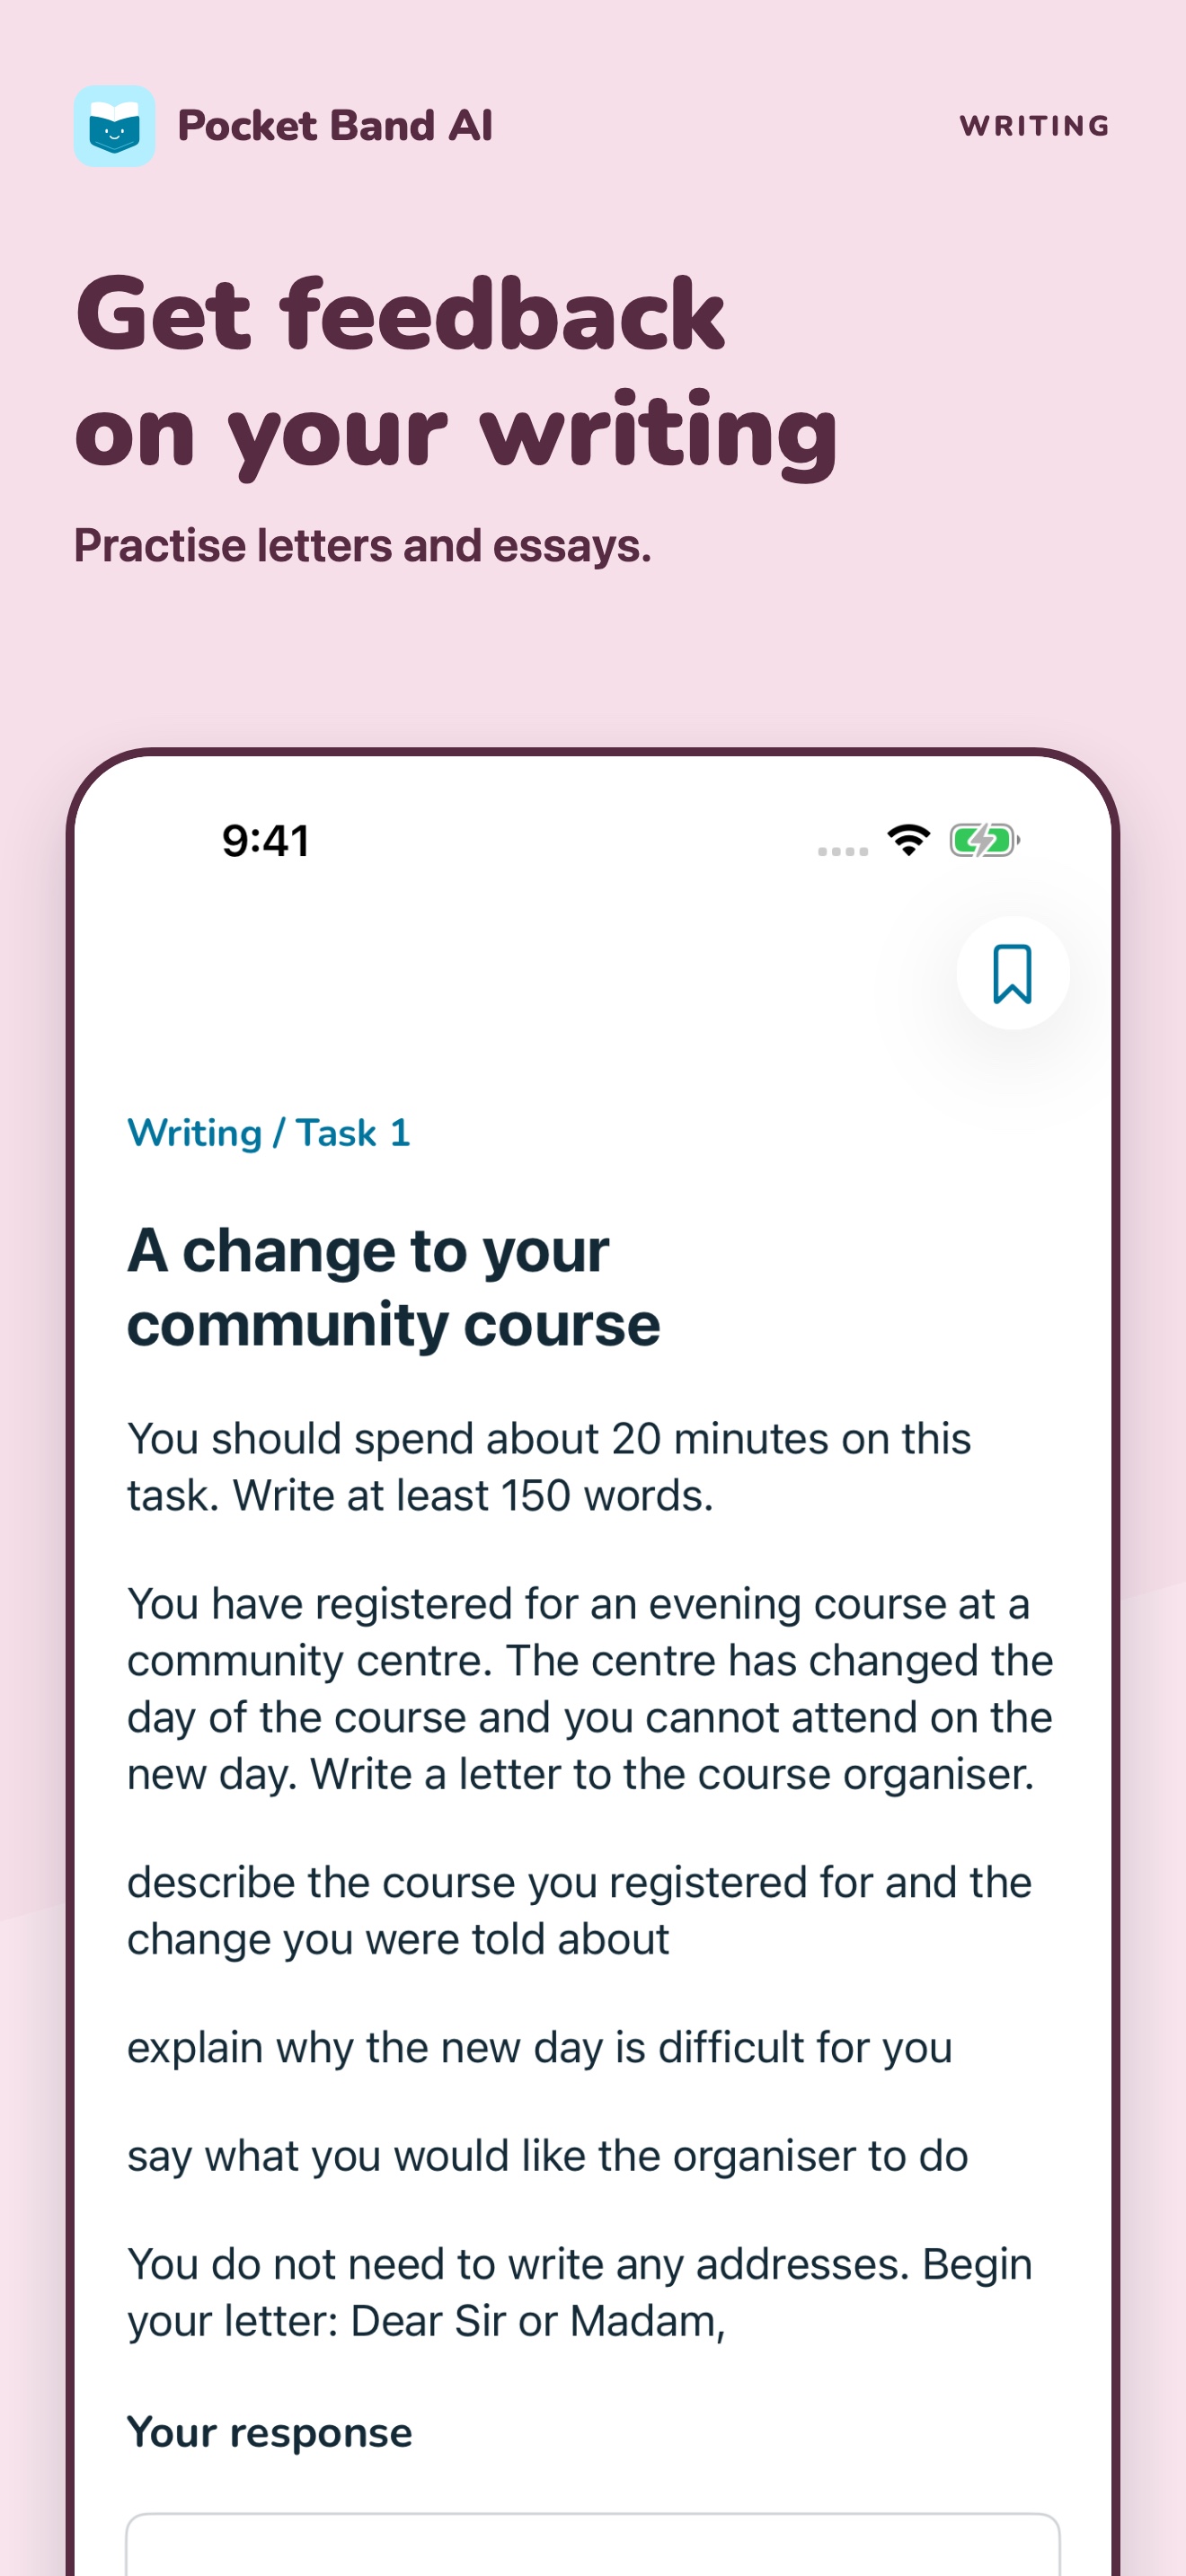 Pocket Band AI
WRITING
Get feedback
on your writing
Practise letters and essays.
9:41
Writing / Task 1
A change to your
community course
You should spend about 20 minutes on this
task. Write at least 150 words.
You have registered for an evening course at a
community centre. The centre has changed the
day of the course and you cannot attend on the
new day. Write a letter to the course organiser.
describe the course you registered for and the
change you were told about
explain why the new day is difficult for you
say what you would like the organiser to do
You do not need to write any addresses. Begin
your letter: Dear Sir or Madam,
Your response